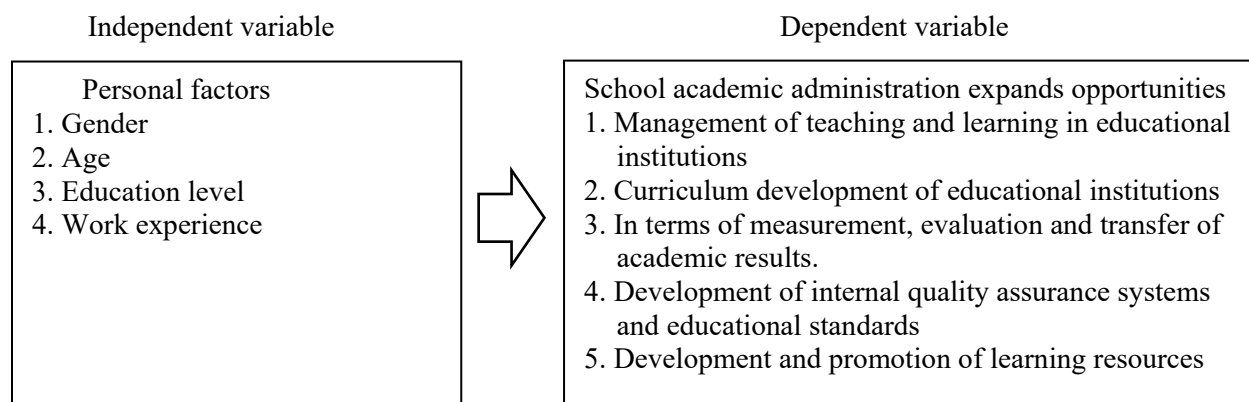 Independent variable
Dependent variable
Personal factors
1. Gender
2. Age
3. Education level
4. Work experience
School academic administration expands opportunities
1. Management of teaching and learning in educational
institutions
2. Curriculum development of educational institutions
3. In terms of measurement, evaluation and transfer of
academic results.
4. Development of internal quality assurance systems
and educational standards
5. Development and promotion of learning resources